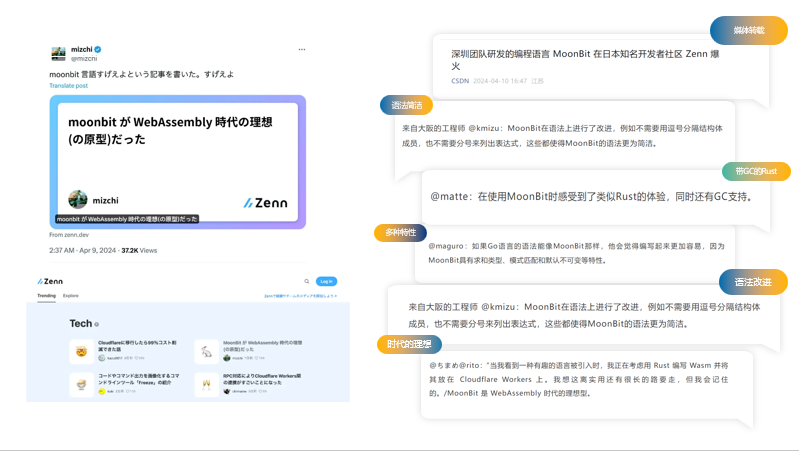 mizchi
@mizchi
moonbit 言語すげえよという記事を書いた。すげえよ
Translate post
moonbit が WebAssembly 時代の理想
(の原型)だった
mizchi
Zenn
moonbit が WebAssembly 時代の理想(の原型)だった
From zenn.dev
2:37 AM · Apr 9, 2024 · 37.2K Views
Zenn
Log in
Trending
Explore
Tech
Cloudflareに移行したら99%コスト削
減できた話
MoonBit が WebAssembly 時代の理想
(の原型)だった
コードやコマンド出力を画像化するコマ
ンドラインツール「Freeze」の紹介
RPC対応によりCloudflare Workers間
の連携がすごいことになった
媒体转载
深圳团队研发的编程语言 MoonBit 在日本知名开发者社区 Zenn 爆
火
CSDN 2024-04-10 16:47 江苏
语法简洁
来自大阪的工程师 @kmizu：MoonBit在语法上进行了改进，例如不需要用逗号分隔结构体
成员，也不需要分号来列出表达式，这些都使得MoonBit的语法更为简洁。
带GC的Rust
@matte：在使用MoonBit时感受到了类似Rust的体验，同时还有GC支持。
多种特性
@maguro：如果Go语言的语法能像MoonBit那样，他会觉得编写起来更加容易，因为
MoonBit具有求和类型、模式匹配和默认不可变等特性。
语法改进
来自大阪的工程师 @kmizu：MoonBit在语法上进行了改进，例如不需要用逗号分隔结构体
成员，也不需要分号来列出表达式，这些都使得MoonBit的语法更为简洁。
时代的理想
@ちまめ@rito："当我看到一种有趣的语言被引入时，我正在考虑用 Rust 编写 Wasm 并将
其放在 Cloudflare Workers 上。我想这离实用还有很长的路要走，但我会记住
的。/MoonBit 是 WebAssembly 时代的理想型。